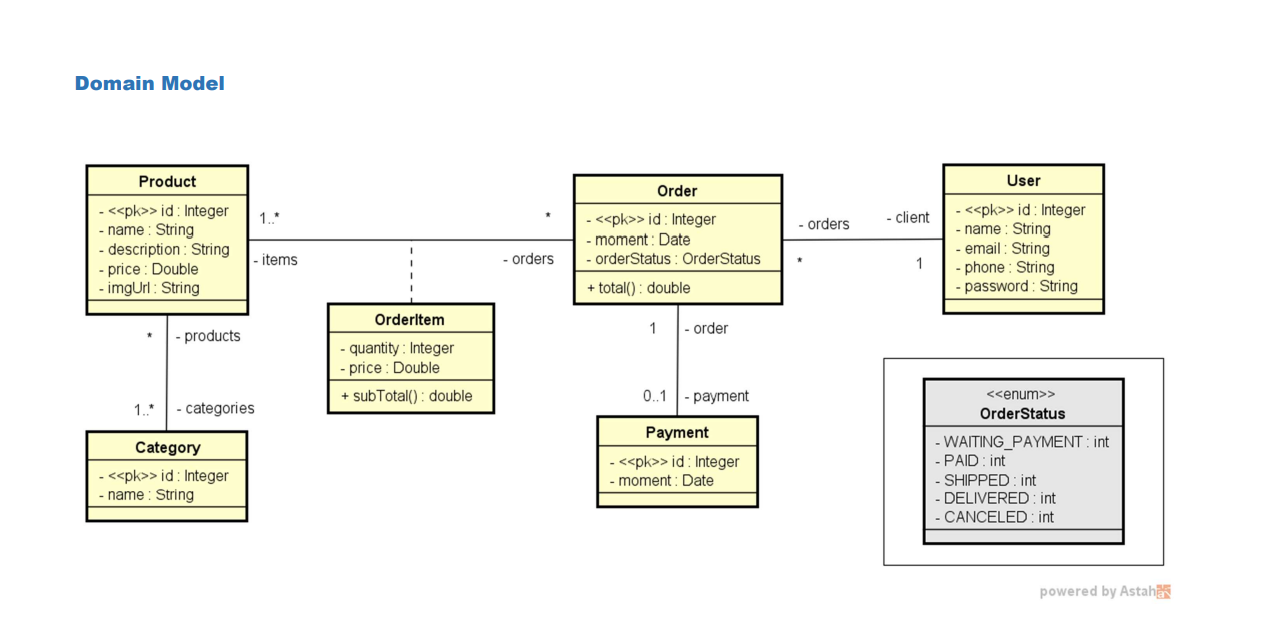 Domain Model
Product
- <<pk>> id : Integer
- name : String
- description : String
- price : Double
- imgUrl : String
1..*
- items
*
- orders
Order
- <<pk>> id : Integer
- moment : Date
- orderStatus : OrderStatus
+ total() : double
- orders
*
- client
1
User
- <<pk>> id : Integer
- name : String
- email : String
- phone : String
- password : String
OrderItem
- quantity : Integer
- price : Double
+ subTotal() : double
* - products
1..* - categories
Category
- <<pk>> id : Integer
- name : String
1 - order
0..1 - payment
Payment
- <<pk>> id : Integer
- moment : Date
<<enum>>
OrderStatus
- WAITING_PAYMENT : int
- PAID : int
- SHIPPED : int
- DELIVERED : int
- CANCELED : int
powered by Astah